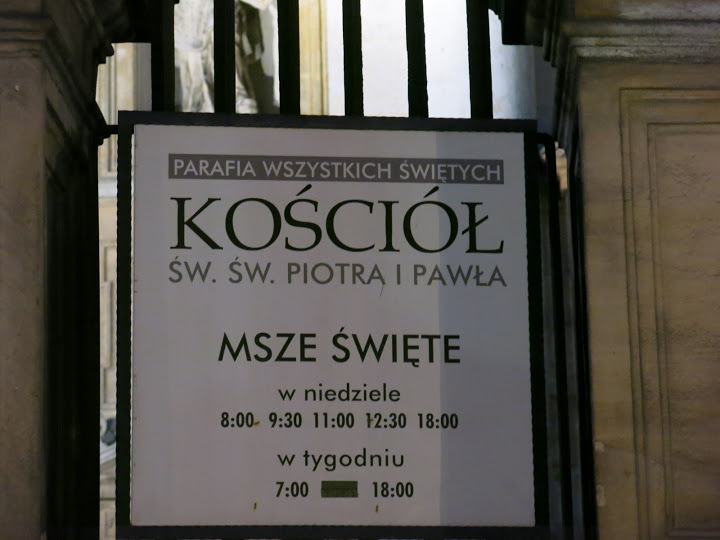 PARAFIA WSZYSTKICH ŚWIĘTYCH
KOŚCIÓŁ
ŚW. ŚW. PIOTRA I PAWŁA
MSZE ŚWIĘTE
w niedziele
8:00 9:30 11:00 12:30 18:00
w tygodniu
7:00 18:00